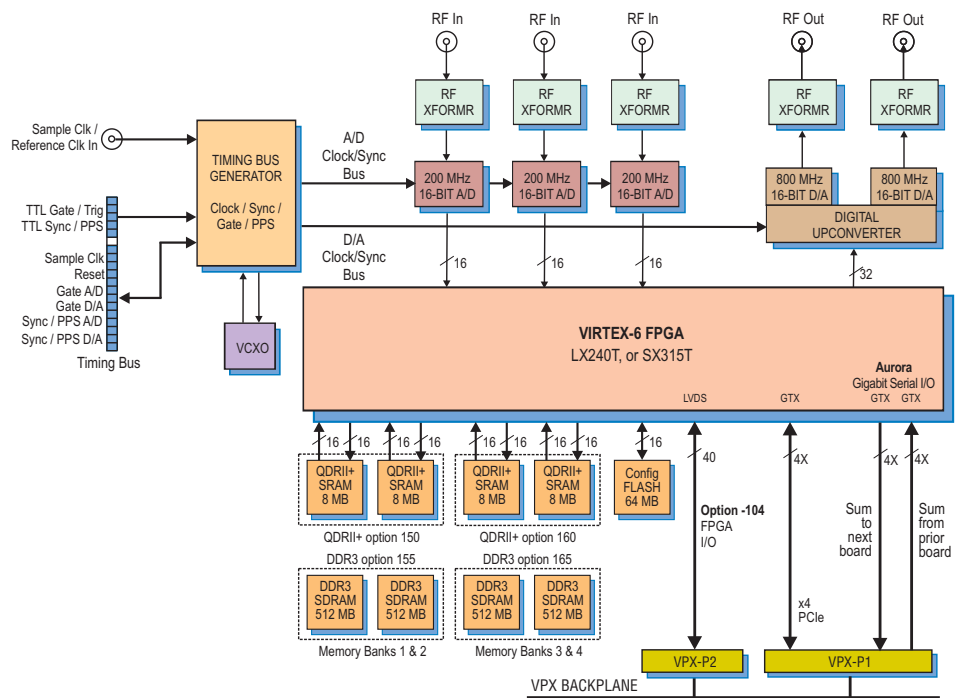 RF In
RF In
RF In
RF Out
RF Out
RF
XFORMR
RF
XFORMR
RF
XFORMR
RF
XFORMR
RF
XFORMR
Sample Clk /
Reference Clk In
TIMING BUS
GENERATOR
Clock / Sync /
Gate / PPS
A/D
Clock/Sync
Bus
200 MHz
16-BIT A/D
200 MHz
16-BIT A/D
200 MHz
16-BIT A/D
800 MHz
16-BIT D/A
800 MHz
16-BIT D/A
DIGITAL
UPCONVERTER
TTL Gate / Trig
TTL Sync / PPS
Sample Clk
Reset
Gate A/D
Gate D/A
Sync / PPS A/D
Sync / PPS D/A
Timing Bus
D/A
Clock/Sync
Bus
16
16
16
32
VCXO
VIRTEX-6 FPGA
LX240T, or SX315T
Aurora
Gigabit Serial I/O
LVDS
GTX
GTX
GTX
16
16
16
16
16
16
16
16
16
40
4X
4X
4X
QDRII+
SRAM
8 MB
QDRII+
SRAM
8 MB
QDRII+
SRAM
8 MB
QDRII+
SRAM
8 MB
Config
FLASH
64 MB
QDRII+ option 150
QDRII+ option 160
Option -104
FPGA
I/O
Sum
to
next
board
Sum
from
prior
board
DDR3 option 155
DDR3 option 165
DDR3
SDRAM
512 MB
DDR3
SDRAM
512 MB
DDR3
SDRAM
512 MB
DDR3
SDRAM
512 MB
x4
PCIe
Memory Banks 1 & 2
Memory Banks 3 & 4
VPX-P2
VPX-P1
VPX BACKPLANE